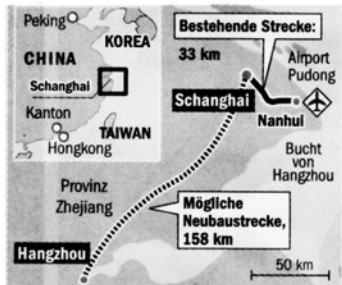 Peking
KOREA
CHINA
Schanghai
Kanton
TAIWAN
Hongkong
Bestehende Strecke:
33 km
Airport
Pudong
Schanghai
Nanhui
Bucht
von
Hangzhou
Provinz
Zhejiang
Mögliche
Neubaustrecke,
158 km
Hangzhou
50 km